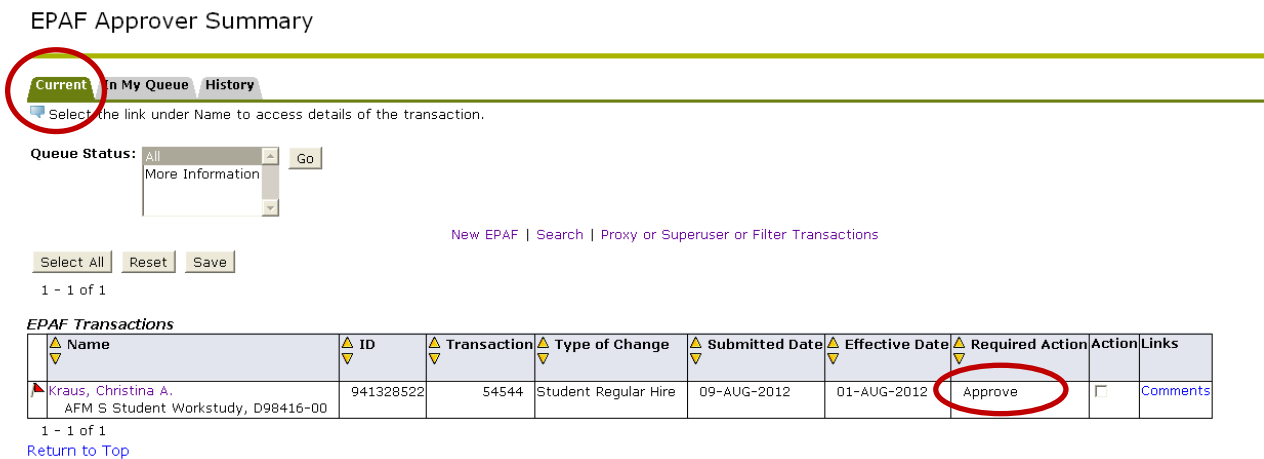 EPAF Approver Summary
Current In My Queue History
Select the link under Name to access details of the transaction.
Queue Status: All Go
More Information
New EPAF | Search | Proxy or Superuser or Filter Transactions
Select All Reset Save
1 - 1 of 1
EPAF Transactions
Name ID Transaction Type of Change Submitted Date Effective Date Required Action Action Links
Kraus, Christina A. 941328522 54544 Student Regular Hire 09-AUG-2012 01-AUG-2012 Approve Comments
AFM S Student Workstudy, D98416-00
1 - 1 of 1
Return to Top